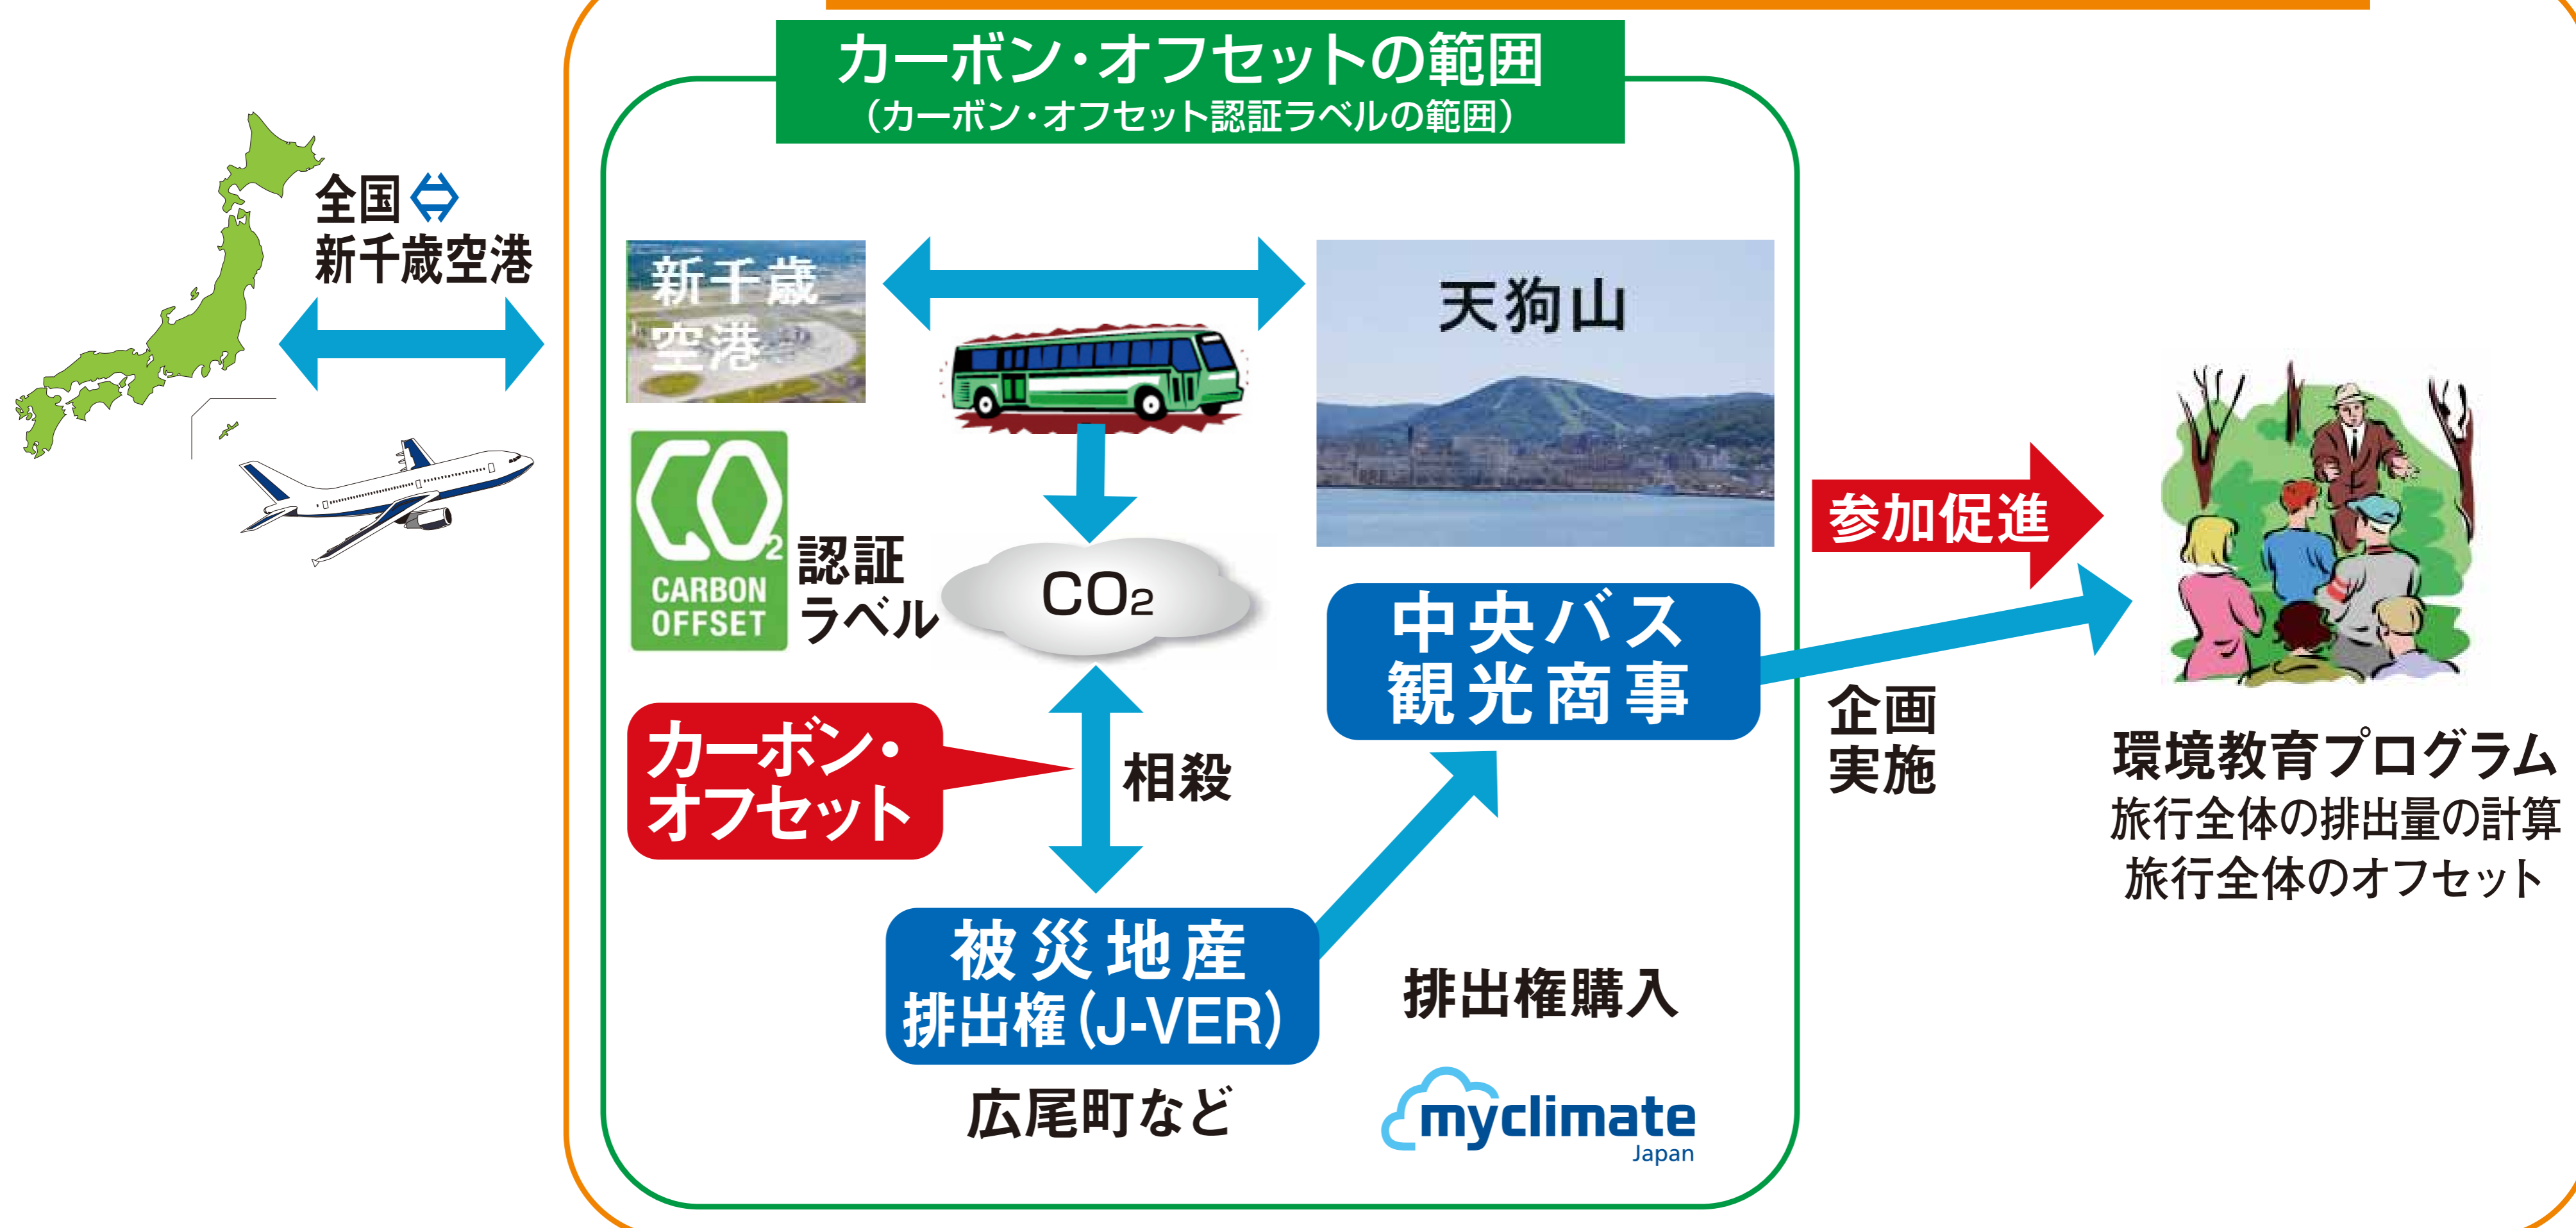 カーボン・オフセットの範囲
（カーボン・オフセット認証ラベルの範囲）
全国⇔
新千歳空港
新千歳
空港
天狗山
CO2
CARBON
OFFSET
認証
ラベル
CO2
参加促進
中央バス
観光商事
カーボン・
オフセット
相殺
企画
実施
環境教育プログラム
旅行全体の排出量の計算
旅行全体のオフセット
被災地産
排出権（J-VER）
排出権購入
広尾町など
myclimate
Japan